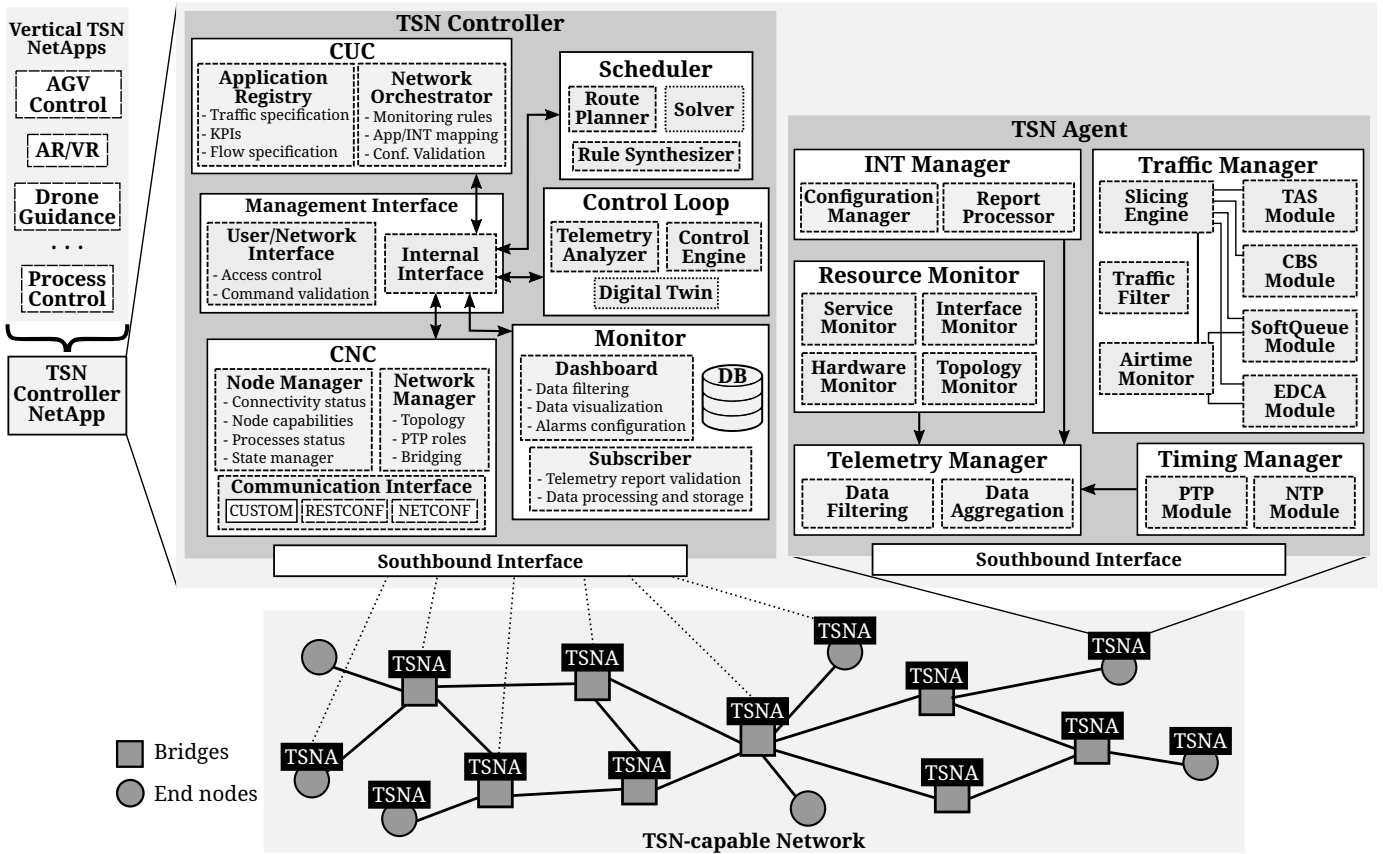 Vertical TSN
NetApps
AGV
Control
AR/VR
Drone
Guidance
. . .
Process
Control
TSN
Controller
NetApp
TSN Controller
CUC
Application
Registry
- Traffic specification
- KPIs
- Flow specification
Network
Orchestrator
- Monitoring rules
- App/INT mapping
- Conf. Validation
Management Interface
User/Network
Interface
- Access control
- Command validation
Internal
Interface
CNC
Node Manager
- Connectivity status
- Node capabilities
- Processes status
- State manager
Network
Manager
- Topology
- PTP roles
- Bridging
Communication Interface
CUSTOM
RESTCONF
NETCONF
Scheduler
Route
Planner
Solver
Rule Synthesizer
Control Loop
Telemetry
Analyzer
Control
Engine
Digital Twin
Monitor
Dashboard
- Data filtering
- Data visualization
- Alarms configuration
DB
Subscriber
- Telemetry report validation
- Data processing and storage
Southbound Interface
TSN Agent
INT Manager
Configuration
Manager
Report
Processor
Resource Monitor
Service
Monitor
Interface
Monitor
Hardware
Monitor
Topology
Monitor
Traffic Manager
Slicing
Engine
TAS
Module
CBS
Module
Traffic
Filter
SoftQueue
Module
Airtime
Monitor
EDCA
Module
Telemetry Manager
Data
Filtering
Data
Aggregation
Timing Manager
PTP
Module
NTP
Module
Southbound Interface
TSNA
TSNA
TSNA
TSNA
TSNA
TSNA
TSNA
TSNA
TSNA
TSNA
TSNA
TSNA
TSNA
Bridges
End nodes
TSN-capable Network